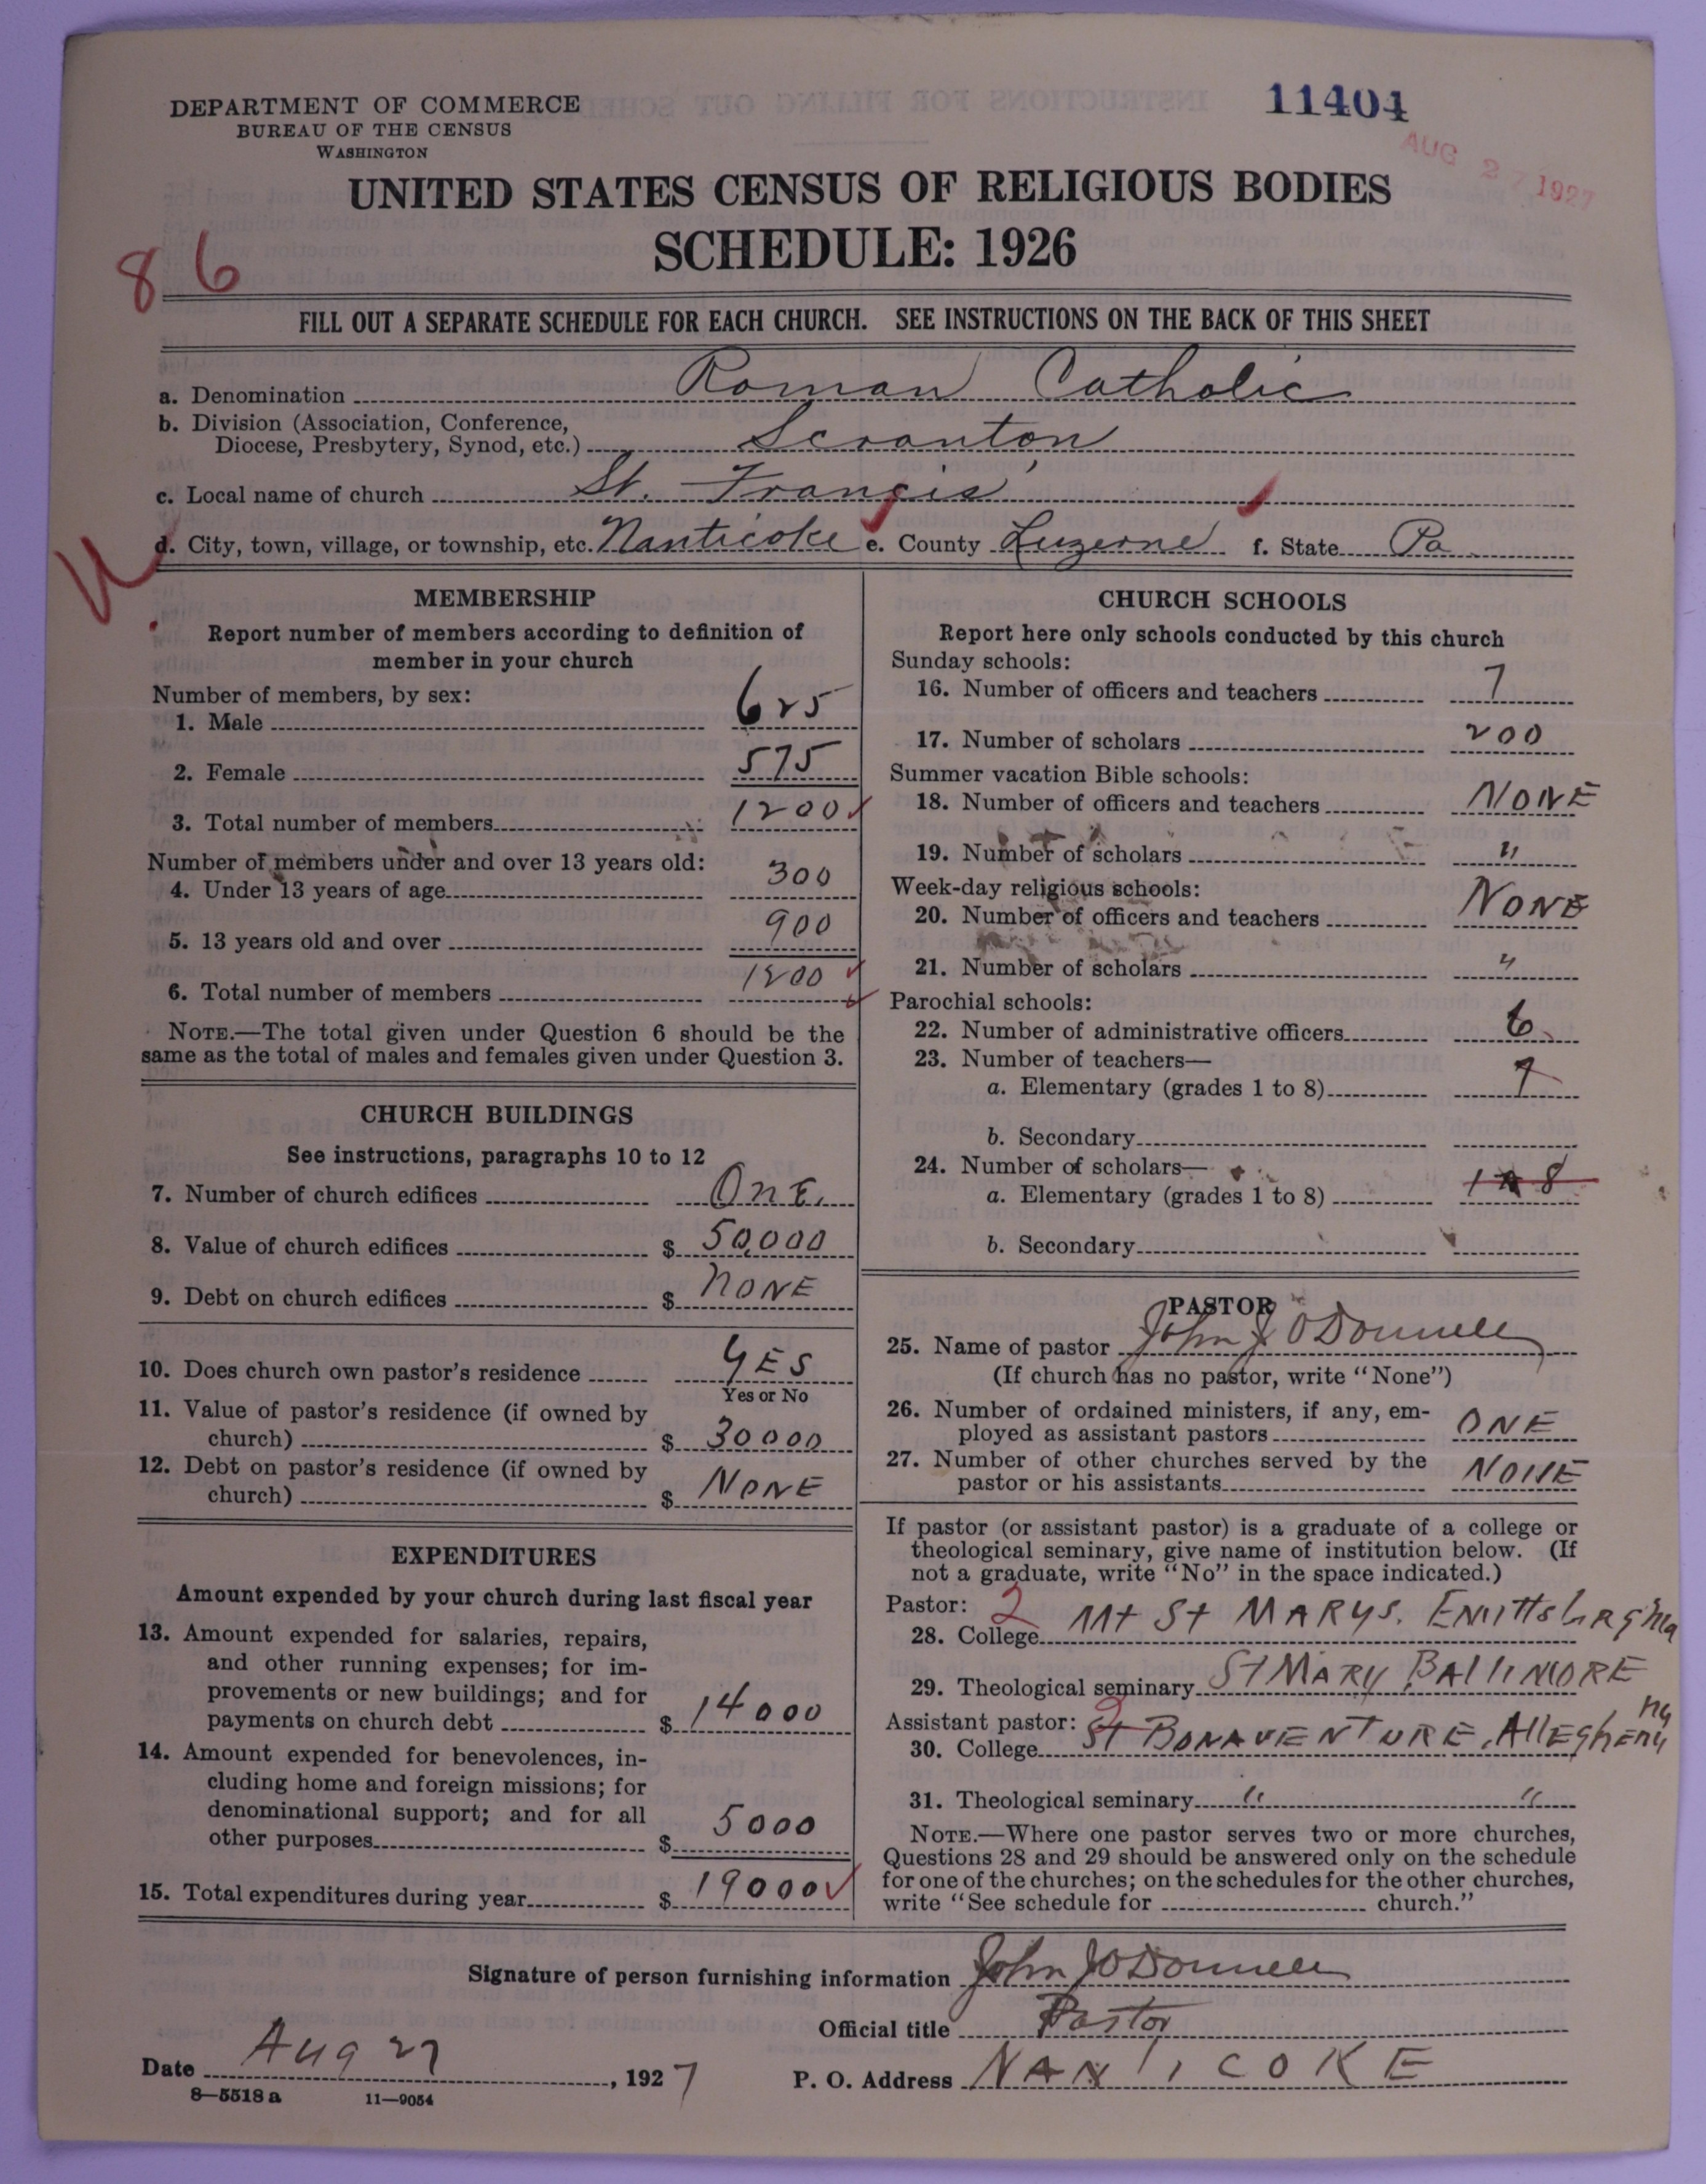 11404
AUG 27 1927
DEPARTMENT OF COMMERCE
BUREAU OF THE CENSUS
WASHINGTON
UNITED STATES CENSUS OF RELIGIOUS BODIES
SCHEDULE: 1926
86
FILL OUT A SEPARATE SCHEDULE FOR EACH CHURCH. SEE INSTRUCTIONS ON THE BACK OF THIS SHEET
a. Denomination Roman Catholic
b. Division (Association, Conference,
Diocese, Presbytery, Synod, etc.) Scranton
c. Local name of church St. Francis
d. City, town, village, or township, etc. Nanticoke e. County Luzerne f. State Pa
MEMBERSHIP
Report number of members according to definition of
member in your church
Number of members, by sex:
1. Male 625
2. Female 575
3. Total number of members 1200
Number of members under and over 13 years old:
4. Under 13 years of age 300
5. 13 years old and over 900
6. Total number of members 1200
NOTE.—The total given under Question 6 should be the
same as the total of males and females given under Question 3.
CHURCH BUILDINGS
See instructions, paragraphs 10 to 12
7. Number of church edifices ONE.
8. Value of church edifices $ 50,000
9. Debt on church edifices $ NONE
10. Does church own pastor's residence YES
Yes or No
11. Value of pastor's residence (if owned by
church) $ 30000
12. Debt on pastor's residence (if owned by
church) $ NONE
EXPENDITURES
Amount expended by your church during last fiscal year
13. Amount expended for salaries, repairs,
and other running expenses; for im-
provements or new buildings; and for
payments on church debt $ 14000
14. Amount expended for benevolences, in-
cluding home and foreign missions; for
denominational support; and for all
other purposes $ 5000
15. Total expenditures during year $ 19000
CHURCH SCHOOLS
Report here only schools conducted by this church
Sunday schools:
16. Number of officers and teachers 7
17. Number of scholars 200
Summer vacation Bible schools:
18. Number of officers and teachers NONE
19. Number of scholars "
Week-day religious schools:
20. Number of officers and teachers NONE
21. Number of scholars "
Parochial schools:
22. Number of administrative officers
23. Number of teachers—
a. Elementary (grades 1 to 8)
b. Secondary
24. Number of scholars—
a. Elementary (grades 1 to 8)
b. Secondary
PASTOR
25. Name of pastor John J O'Donnell
(If church has no pastor, write "None")
26. Number of ordained ministers, if any, em-
ployed as assistant pastors ONE
27. Number of other churches served by the
pastor or his assistants NONE
If pastor (or assistant pastor) is a graduate of a college or
theological seminary, give name of institution below. (If
not a graduate, write "No" in the space indicated.)
Pastor: 2
28. College Mt St MARYS. EMITTsbRg Md
29. Theological seminary ST MARY BALTIMORE
Assistant pastor: 2
30. College St BONAVENTURE, AllEghENy Ny
31. Theological seminary " "
NOTE.—Where one pastor serves two or more churches,
Questions 28 and 29 should be answered only on the schedule
for one of the churches; on the schedules for the other churches,
write "See schedule for church."
Signature of person furnishing information John J O'Donnell
Official title Pastor
Date Aug 27, 1927 P. O. Address NANTICOKE
8—5518 a 11—9054